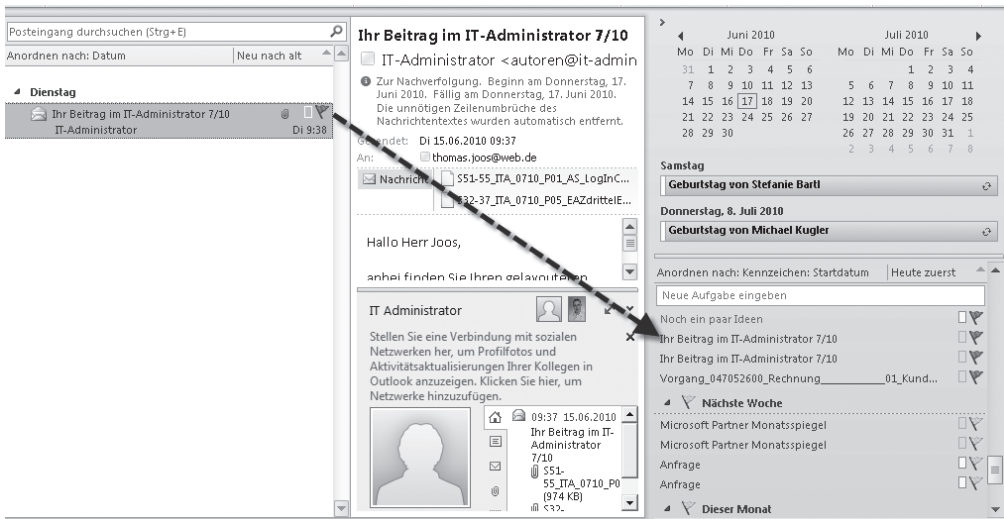 Posteingang durchsuchen (Strg+E)
Anordnen nach: Datum
Neu nach alt
Dienstag
Ihr Beitrag im IT-Administrator 7/10
IT-Administrator
Di 9:38
Ihr Beitrag im IT-Administrator 7/10
IT-Administrator <autoren@it-admin
Zur Nachverfolgung. Beginn am Donnerstag, 17.
Juni 2010. Fällig am Donnerstag, 17. Juni 2010.
Die unnötigen Zeilenumbrüche des
Nachrichtentextes wurden automatisch entfernt.
Di 15.06.2010 09:37
An: thomas.joos@web.de
Nachricht
S51-55_ITA_0710_P01_AS_LogInC...
S32-37_ITA_0710_P05_EAZdrittelE...
Hallo Herr Joos,
anbei finden Sie Ihren gelayouteten
IT Administrator
Stellen Sie eine Verbindung mit sozialen
Netzwerken her, um Profilfotos und
Aktivitätsaktualisierungen Ihrer Kollegen in
Outlook anzuzeigen. Klicken Sie hier, um
Netzwerke hinzuzufügen.
09:37 15.06.2010
Ihr Beitrag im IT-
Administrator
7/10
S51-
55_ITA_0710_P0
(974 KB)
S32-
Juni 2010
Mo Di Mi Do Fr Sa So
31 1 2 3 4 5 6
7 8 9 10 11 12 13
14 15 16 17 18 19 20
21 22 23 24 25 26 27
28 29 30
Juli 2010
Mo Di Mi Do Fr Sa So
1 2 3 4
5 6 7 8 9 10 11
12 13 14 15 16 17 18
19 20 21 22 23 24 25
26 27 28 29 30 31 1
2 3 4 5 6 7 8
Samstag
Geburtstag von Stefanie Bartl
Donnerstag, 8. Juli 2010
Geburtstag von Michael Kugler
Anordnen nach: Kennzeichen: Startdatum
Heute zuerst
Neue Aufgabe eingeben
Noch ein paar Ideen
Ihr Beitrag im IT-Administrator 7/10
Ihr Beitrag im IT-Administrator 7/10
Vorgang_047052600_Rechnung__________01_Kund...
Nächste Woche
Microsoft Partner Monatsspiegel
Microsoft Partner Monatsspiegel
Anfrage
Anfrage
Dieser Monat